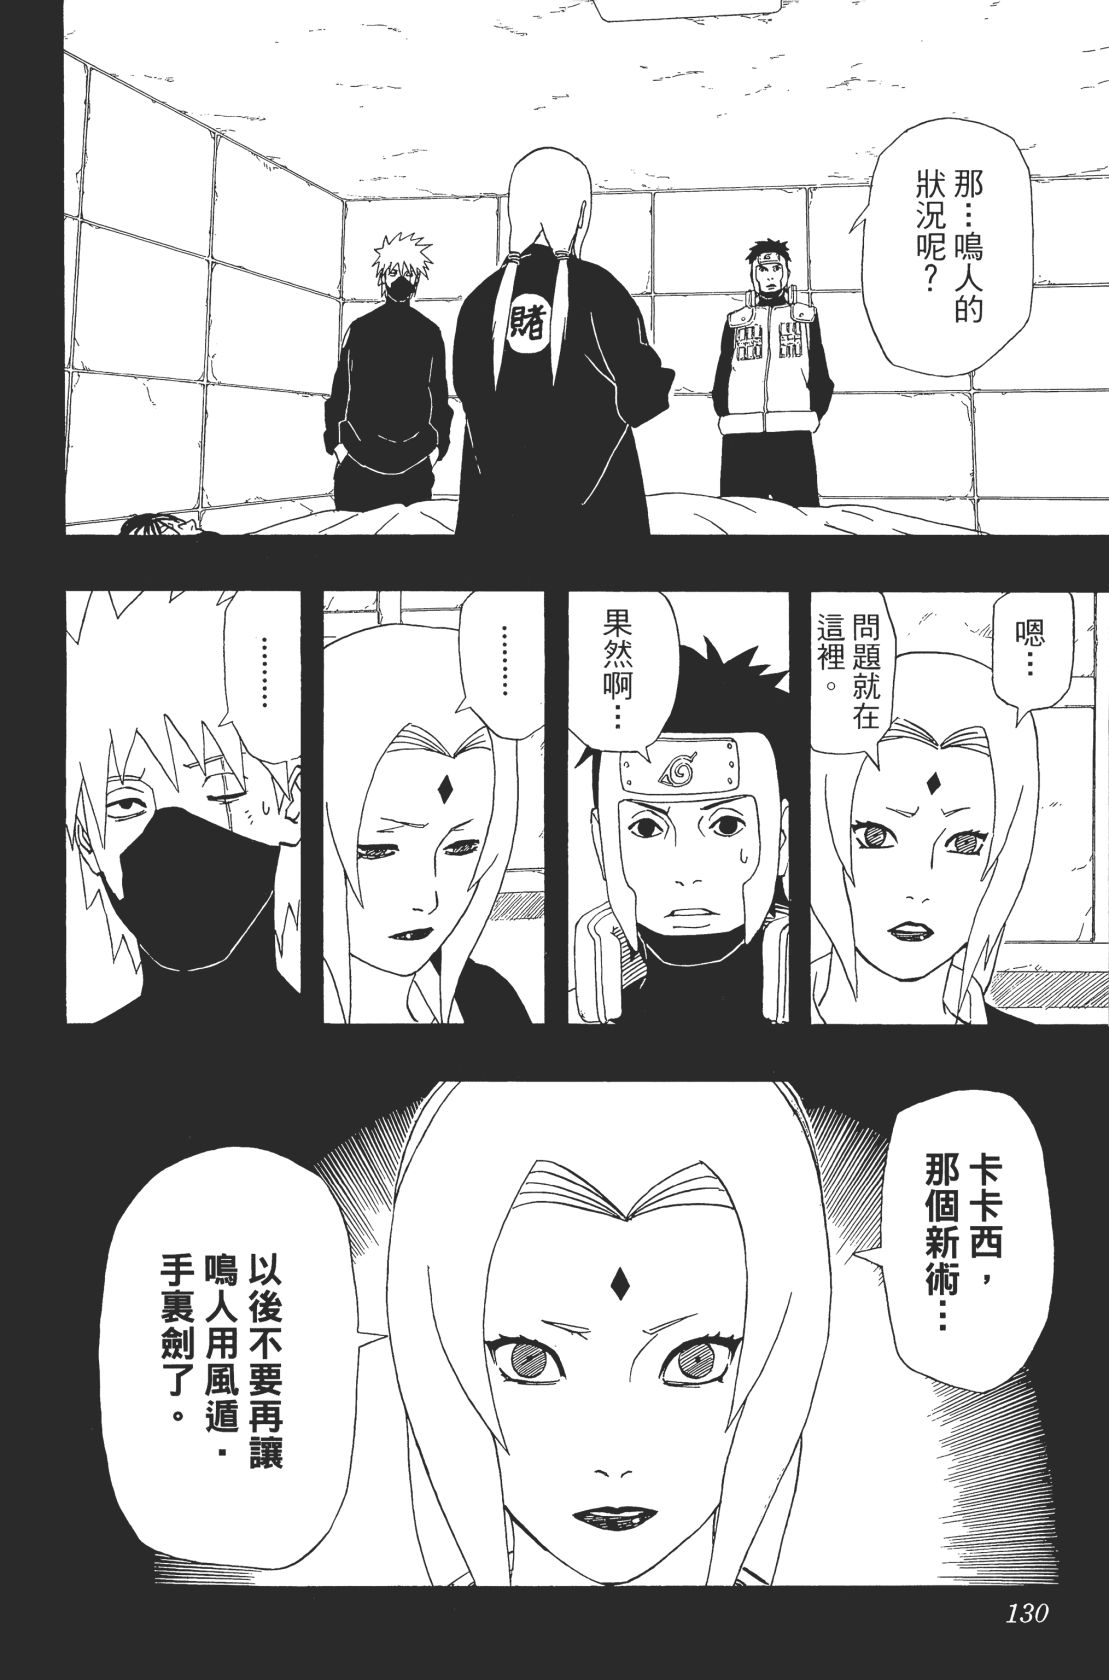 那…鳴人的
狀況呢？
賭
嗯…
問題就在
這裡。
果然啊…
………
………
卡卡西，
那個新術…
以後不要再讓
鳴人用風遁．
手裏劍了。
130